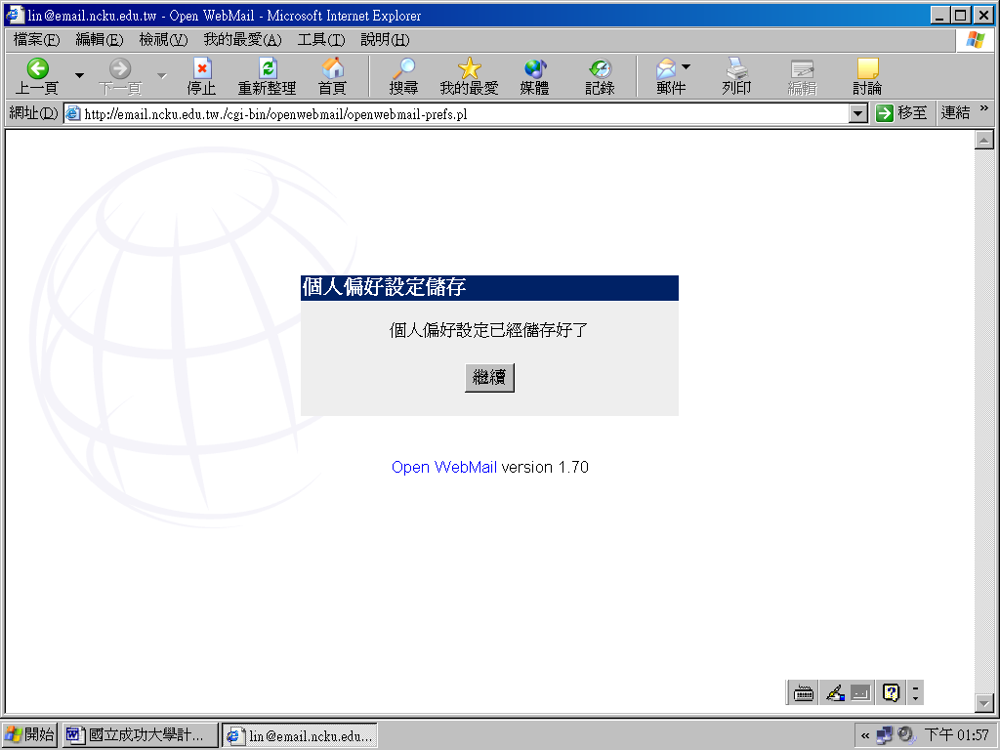 lin@email.ncku.edu.tw - Open WebMail - Microsoft Internet Explorer
檔案(F) 編輯(E) 檢視(V) 我的最愛(A) 工具(T) 說明(H)
上一頁 下一頁 停止 重新整理 首頁 搜尋 我的最愛 媒體 記錄 郵件 列印 編輯 討論
網址(D) http://email.ncku.edu.tw./cgi-bin/openwebmail/openwebmail-prefs.pl 移至 連結 »
個人偏好設定儲存
個人偏好設定已經儲存好了
繼續
Open WebMail version 1.70
開始 國立成功大學計... lin@email.ncku.edu... « 下午 01:57